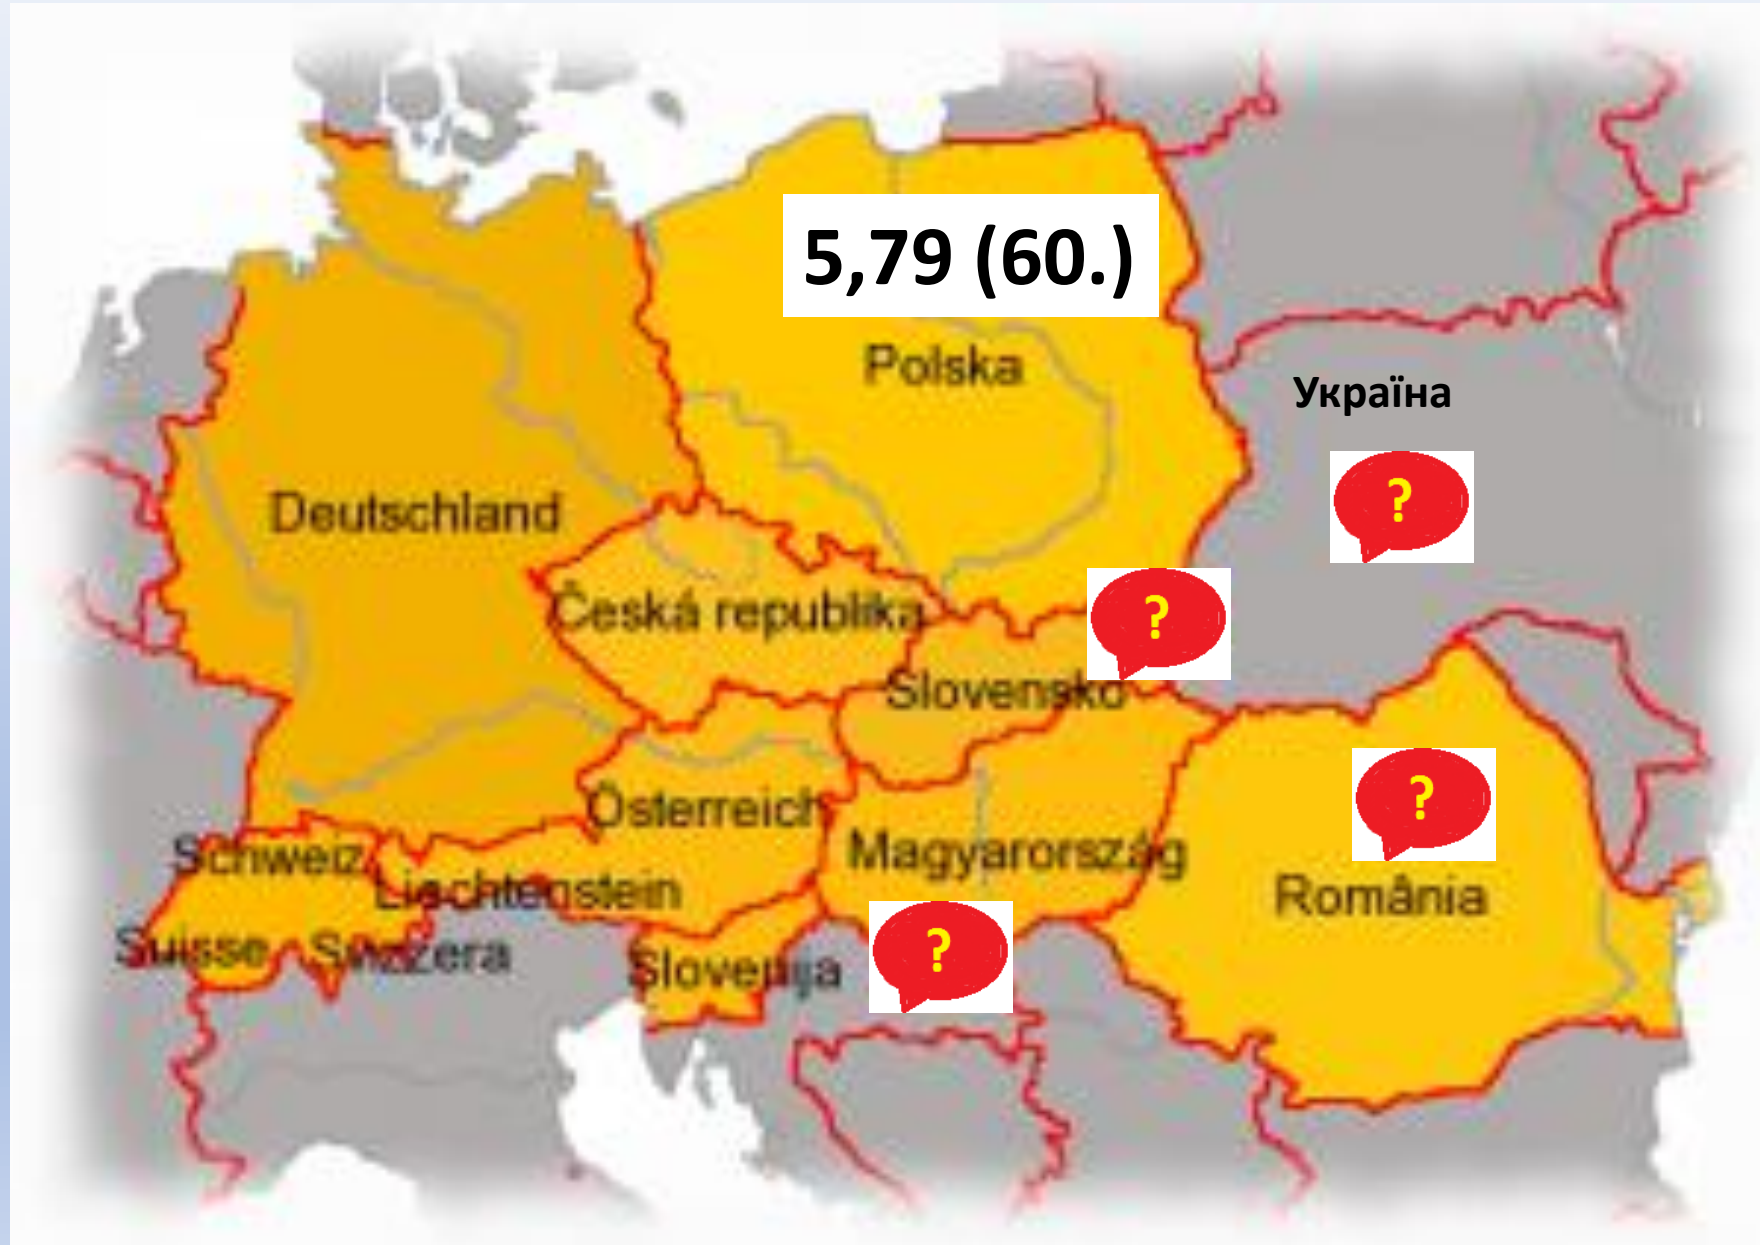 5,79 (60.)
Polska
Україна
?
Deutschland
?
Česká republika
Slovensko
?
Österreich
Magyarország
Schweiz
Liechtenstein
România
Suisse Svizzera
Slovenija
?